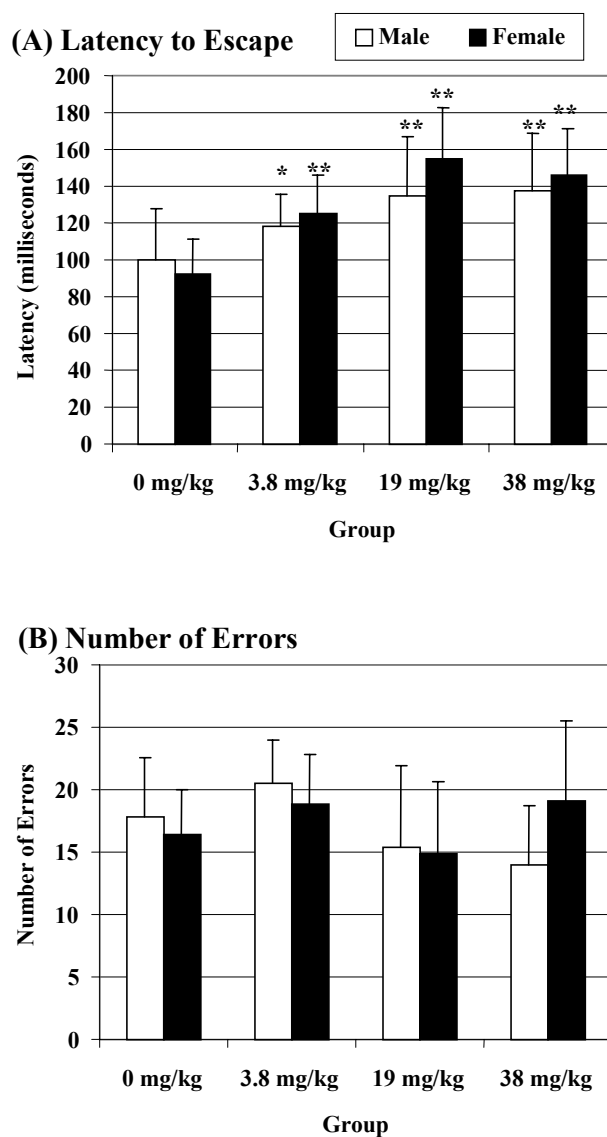 (A) Latency to Escape
Male Female
Latency (milliseconds)
200
180
160
140
120
100
80
60
40
20
0
* ** ** ** ** **
0 mg/kg 3.8 mg/kg 19 mg/kg 38 mg/kg
Group
(B) Number of Errors
Number of Errors
30
25
20
15
10
5
0
0 mg/kg 3.8 mg/kg 19 mg/kg 38 mg/kg
Group